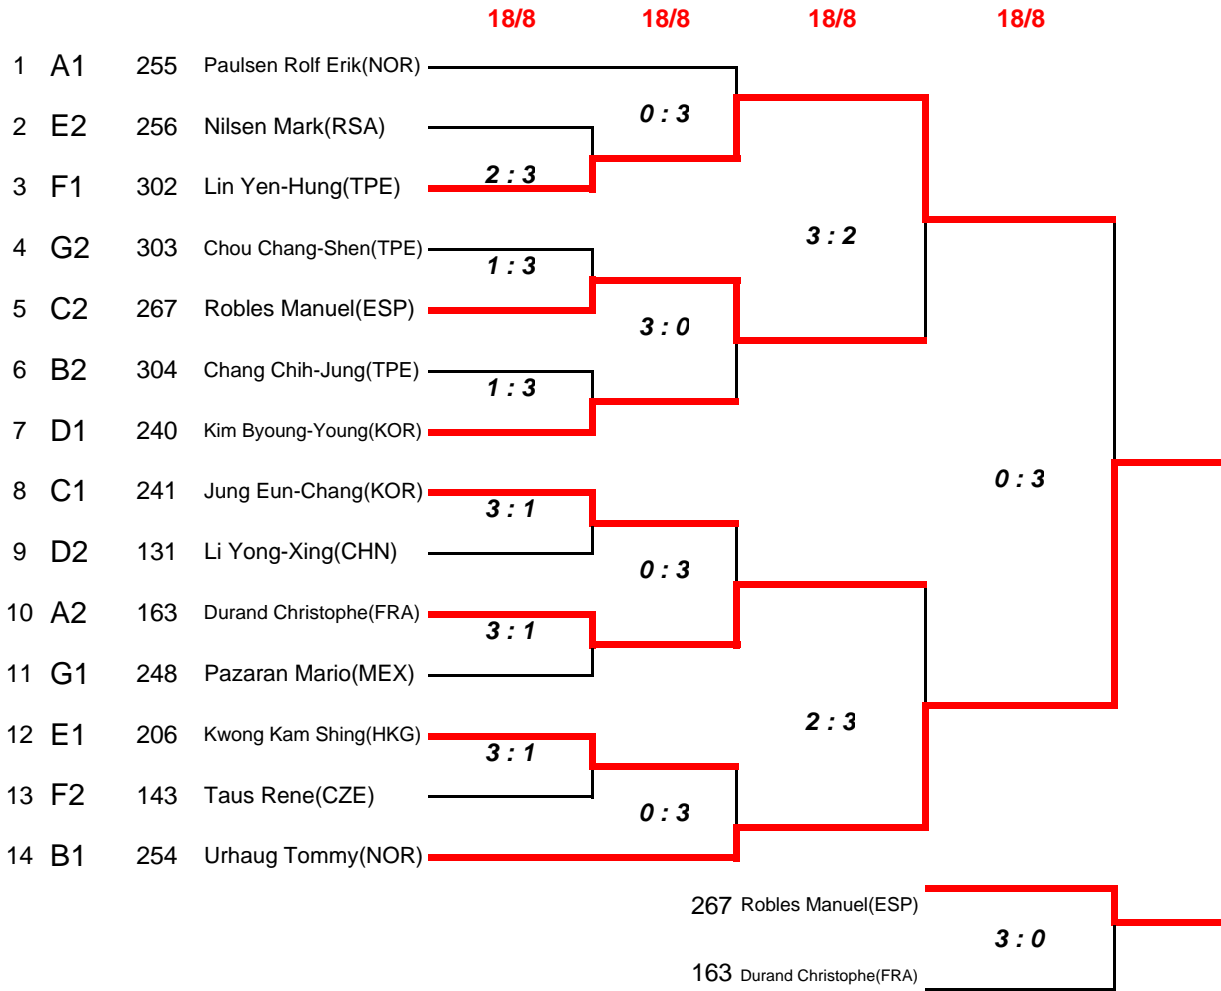 18/8 18/8 18/8 18/8
1 A1 255 Paulsen Rolf Erik(NOR)
0 : 3
2 E2 256 Nilsen Mark(RSA)
2 : 3
3 F1 302 Lin Yen-Hung(TPE)
3 : 2
4 G2 303 Chou Chang-Shen(TPE)
1 : 3
5 C2 267 Robles Manuel(ESP)
3 : 0
6 B2 304 Chang Chih-Jung(TPE)
1 : 3
7 D1 240 Kim Byoung-Young(KOR)
0 : 3
8 C1 241 Jung Eun-Chang(KOR)
3 : 1
9 D2 131 Li Yong-Xing(CHN)
0 : 3
10 A2 163 Durand Christophe(FRA)
3 : 1
11 G1 248 Pazaran Mario(MEX)
2 : 3
12 E1 206 Kwong Kam Shing(HKG)
3 : 1
13 F2 143 Taus Rene(CZE)
0 : 3
14 B1 254 Urhaug Tommy(NOR)
267 Robles Manuel(ESP)
3 : 0
163 Durand Christophe(FRA)